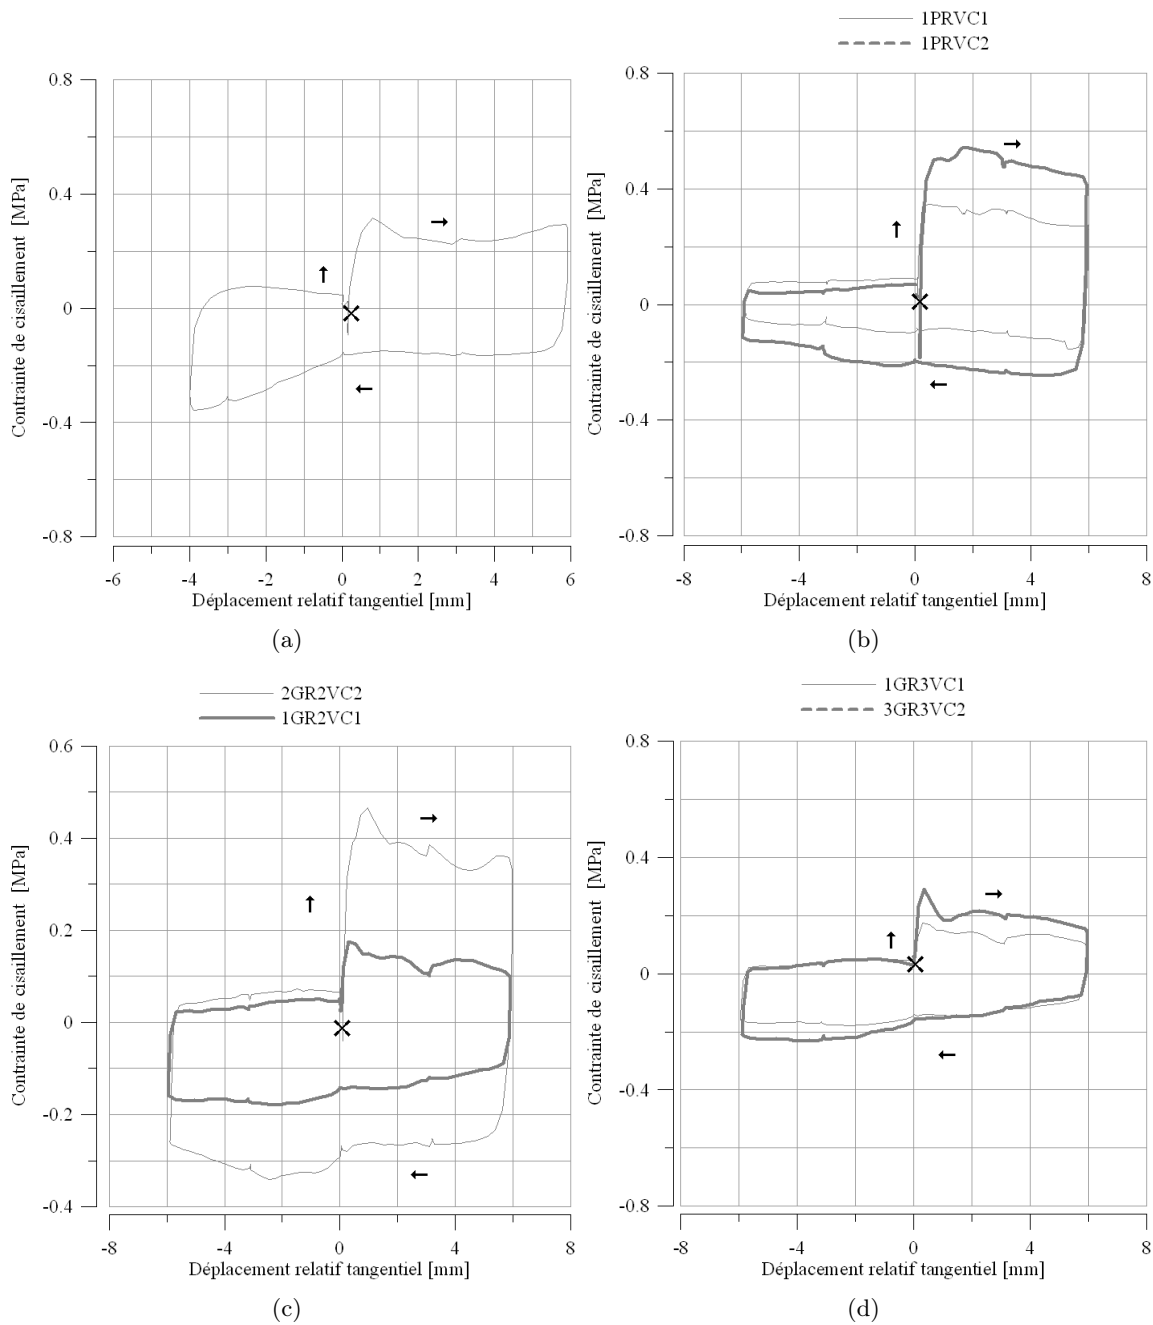 1PRVC1
1PRVC2
0.8
0.4
0
-0.4
-0.8
Contrainte de cisaillement [MPa]
-6 -4 -2 0 2 4 6
Déplacement relatif tangentiel [mm]
(a)
0.8
0.4
0
-0.4
-0.8
Contrainte de cisaillement [MPa]
-8 -4 0 4 8
Déplacement relatif tangentiel [mm]
(b)
2GR2VC2
1GR2VC1
0.6
0.4
0.2
0
-0.2
-0.4
Contrainte de cisaillement [MPa]
-8 -4 0 4 8
Déplacement relatif tangentiel [mm]
(c)
1GR3VC1
3GR3VC2
0.8
0.4
0
-0.4
-0.8
Contrainte de cisaillement [MPa]
-8 -4 0 4 8
Déplacement relatif tangentiel [mm]
(d)